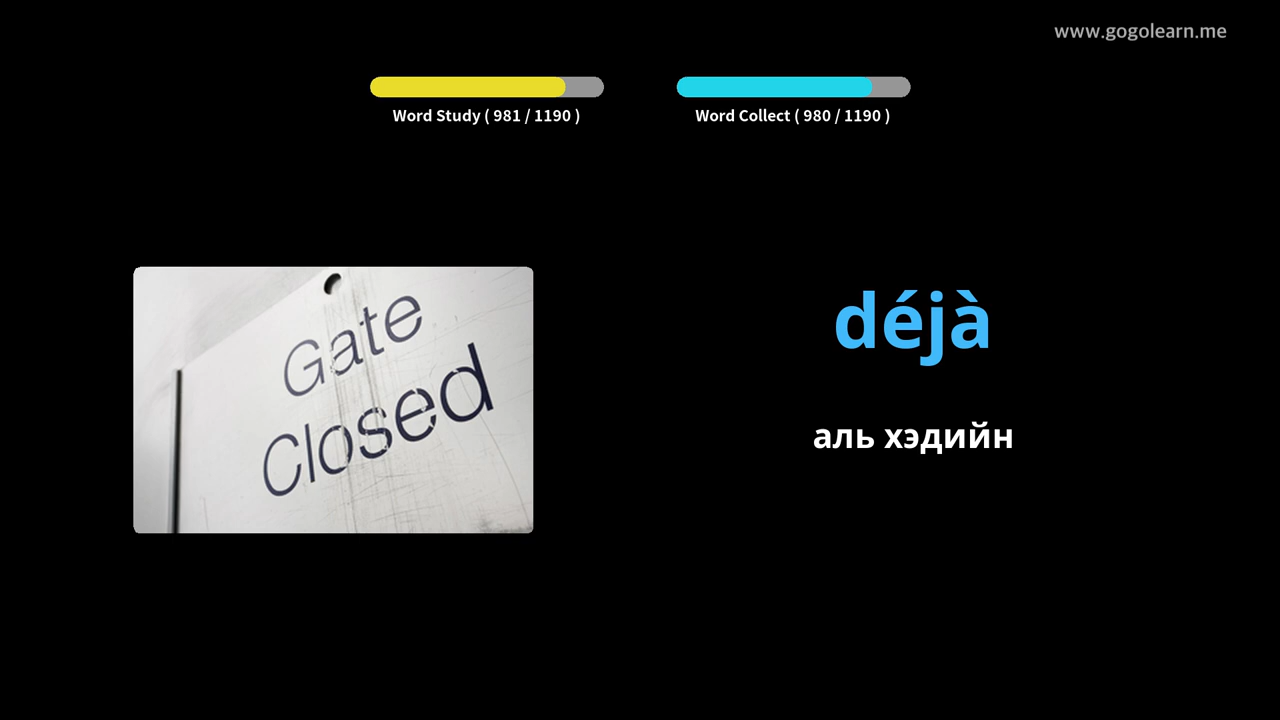 www.gogolearn.me
Word Study ( 981 / 1190 )
Word Collect ( 980 / 1190 )
Gate
Closed
déjà
аль хэдийн